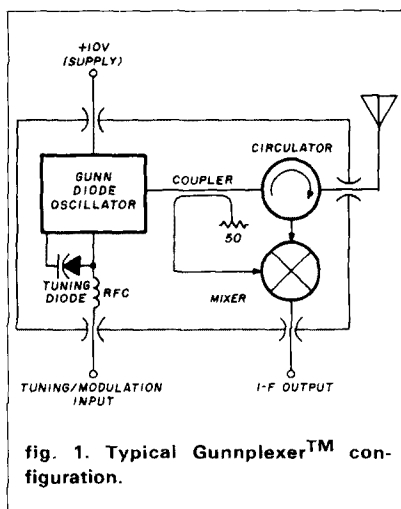 +10V
(SUPPLY)
CIRCULATOR
GUNN
DIODE
OSCILLATOR
COUPLER
50
TUNING
DIODE
RFC
MIXER
TUNING/MODULATION
INPUT
I-F OUTPUT
fig. 1. Typical Gunnplexer™ con-
figuration.